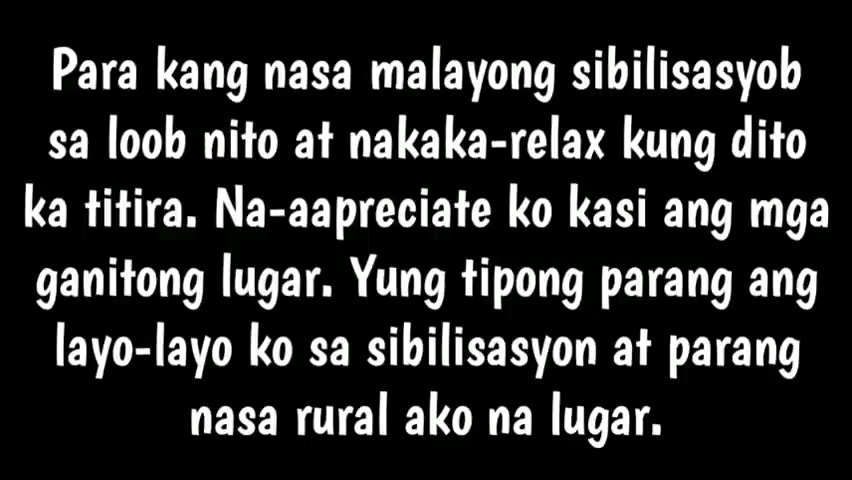 Para kang nasa malayong sibilisasyob
sa loob nito at nakaka-relax kung dito
ka titira. Na-aapreciate ko kasi ang mga
ganitong lugar. Yung tipong parang ang
layo-layo ko sa sibilisasyon at parang
nasa rural ako na lugar.